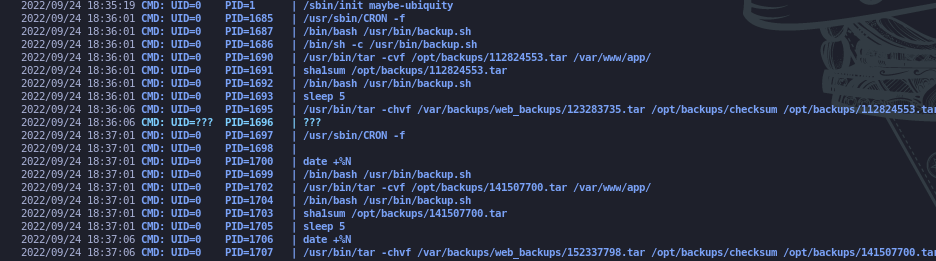 2022/09/24 18:35:19 CMD: UID=0    PID=1      | /sbin/init maybe-ubiquity
2022/09/24 18:36:01 CMD: UID=0    PID=1685   | /usr/sbin/CRON -f
2022/09/24 18:36:01 CMD: UID=0    PID=1687   | /bin/bash /usr/bin/backup.sh
2022/09/24 18:36:01 CMD: UID=0    PID=1686   | /bin/sh -c /usr/bin/backup.sh
2022/09/24 18:36:01 CMD: UID=0    PID=1690   | /usr/bin/tar -cvf /opt/backups/112824553.tar /var/www/app/
2022/09/24 18:36:01 CMD: UID=0    PID=1691   | sha1sum /opt/backups/112824553.tar
2022/09/24 18:36:01 CMD: UID=0    PID=1692   | /bin/bash /usr/bin/backup.sh
2022/09/24 18:36:01 CMD: UID=0    PID=1693   | sleep 5
2022/09/24 18:36:06 CMD: UID=0    PID=1695   | /usr/bin/tar -chvf /var/backups/web_backups/123283735.tar /opt/backups/checksum /opt/backups/112824553.tar
2022/09/24 18:36:06 CMD: UID=???  PID=1696   | ???
2022/09/24 18:37:01 CMD: UID=0    PID=1697   | /usr/sbin/CRON -f
2022/09/24 18:37:01 CMD: UID=0    PID=1698   |
2022/09/24 18:37:01 CMD: UID=0    PID=1700   | date +%N
2022/09/24 18:37:01 CMD: UID=0    PID=1699   | /bin/bash /usr/bin/backup.sh
2022/09/24 18:37:01 CMD: UID=0    PID=1702   | /usr/bin/tar -cvf /opt/backups/141507700.tar /var/www/app/
2022/09/24 18:37:01 CMD: UID=0    PID=1704   | /bin/bash /usr/bin/backup.sh
2022/09/24 18:37:01 CMD: UID=0    PID=1703   | sha1sum /opt/backups/141507700.tar
2022/09/24 18:37:01 CMD: UID=0    PID=1705   | sleep 5
2022/09/24 18:37:06 CMD: UID=0    PID=1706   | date +%N
2022/09/24 18:37:06 CMD: UID=0    PID=1707   | /usr/bin/tar -chvf /var/backups/web_backups/152337798.tar /opt/backups/checksum /opt/backups/141507700.tar